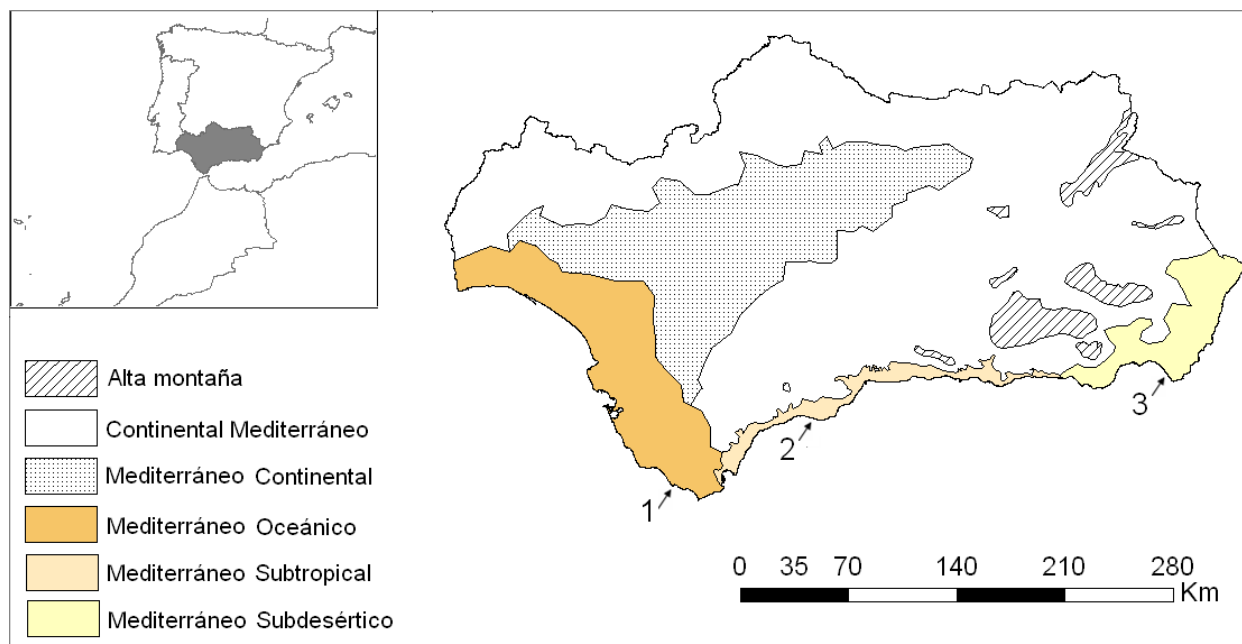 Alta montaña
Continental Mediterráneo
Mediterráneo Continental
Mediterráneo Oceánico
Mediterráneo Subtropical
Mediterráneo Subdesértico
1
2
3
0 35 70 140 210 280
Km